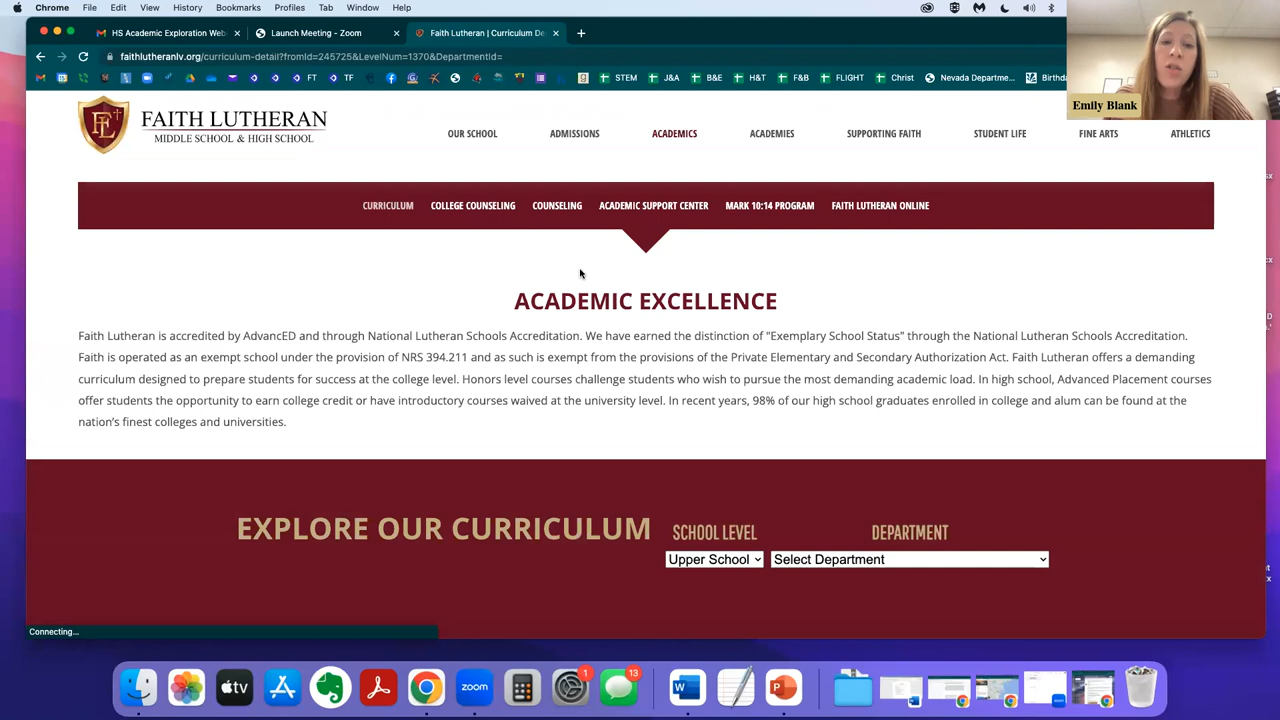 Chrome File Edit View History Bookmarks Profiles Tab Window Help
HS Academic Exploration Web
Launch Meeting - Zoom
Faith Lutheran | Curriculum De
faithlutheranlv.org/curriculum-detail?fromId=245725&LevelNum=1370&DepartmentId=
FT TF STEM J&A B&E H&T F&B FLIGHT Christ Nevada Departme... Birthda
Emily Blank
FAITH LUTHERAN
MIDDLE SCHOOL & HIGH SCHOOL
OUR SCHOOL ADMISSIONS ACADEMICS ACADEMIES SUPPORTING FAITH STUDENT LIFE FINE ARTS ATHLETICS
CURRICULUM COLLEGE COUNSELING COUNSELING ACADEMIC SUPPORT CENTER MARK 10:14 PROGRAM FAITH LUTHERAN ONLINE
ACADEMIC EXCELLENCE
Faith Lutheran is accredited by AdvancED and through National Lutheran Schools Accreditation. We have earned the distinction of "Exemplary School Status" through the National Lutheran Schools Accreditation.
Faith is operated as an exempt school under the provision of NRS 394.211 and as such is exempt from the provisions of the Private Elementary and Secondary Authorization Act. Faith Lutheran offers a demanding
curriculum designed to prepare students for success at the college level. Honors level courses challenge students who wish to pursue the most demanding academic load. In high school, Advanced Placement courses
offer students the opportunity to earn college credit or have introductory courses waived at the university level. In recent years, 98% of our high school graduates enrolled in college and alum can be found at the
nation's finest colleges and universities.
EXPLORE OUR CURRICULUM
SCHOOL LEVEL DEPARTMENT
Upper School Select Department
Connecting...
tv zoom 1 13 W P